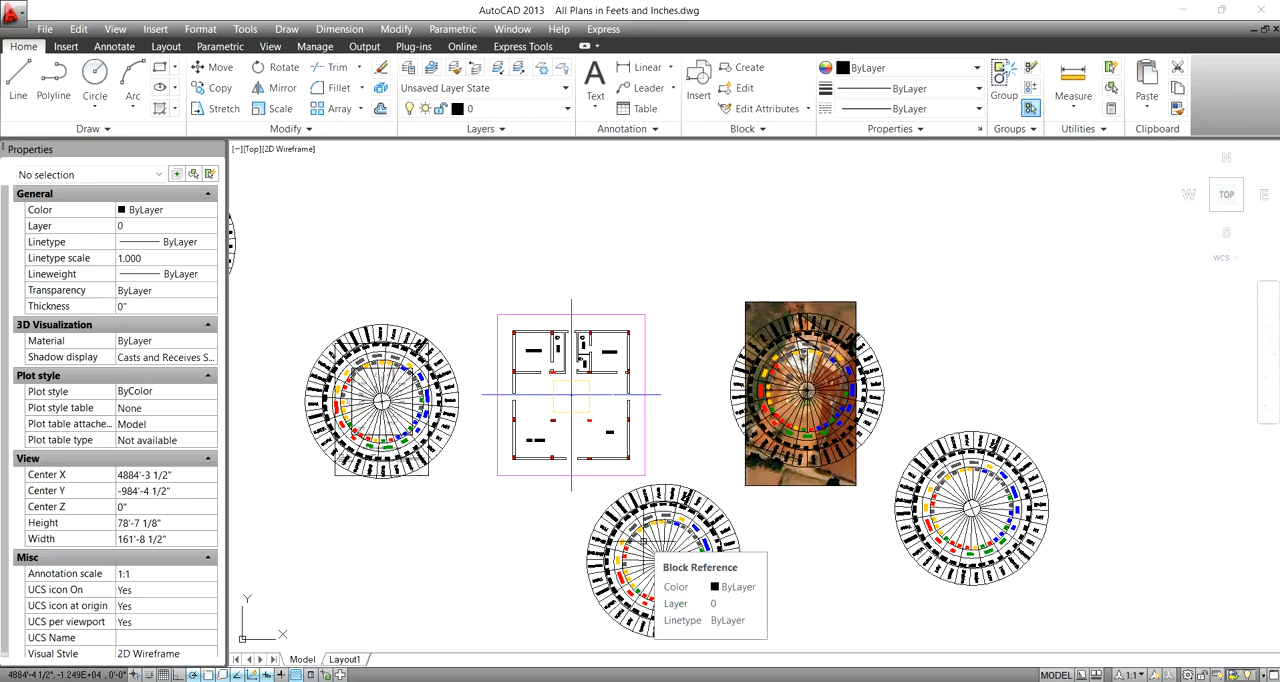 AutoCAD 2013 All Plans in Feets and Inches.dwg
File Edit View Insert Format Tools Draw Dimension Modify Parametric Window Help Express
Home Insert Annotate Layout Parametric View Manage Output Plug-ins Online Express Tools
Line Polyline Circle Arc
Move Rotate Trim
Copy Mirror Fillet
Stretch Scale Array
Unsaved Layer State
0
Text
Linear
Leader
Table
Insert
Create
Edit
Edit Attributes
ByLayer
ByLayer
ByLayer
Group
Measure
Paste
Draw Modify Layers Annotation Block Properties Groups Utilities Clipboard
Properties
No selection
General
Color ByLayer
Layer 0
Linetype ByLayer
Linetype scale 1.000
Lineweight ByLayer
Transparency ByLayer
Thickness 0"
3D Visualization
Material ByLayer
Shadow display Casts and Receives S...
Plot style
Plot style ByColor
Plot style table None
Plot table attache... Model
Plot table type Not available
View
Center X 4884'-3 1/2"
Center Y -984'-4 1/2"
Center Z 0"
Height 78'-7 1/8"
Width 161'-8 1/2"
Misc
Annotation scale 1:1
UCS icon On Yes
UCS icon at origin Yes
UCS per viewport Yes
UCS Name
Visual Style 2D Wireframe
[−][Top][2D Wireframe]
N
W TOP E
S
WCS
Block Reference
Color ByLayer
Layer 0
Linetype ByLayer
Y
X
Model Layout1
4884'-4 1/2", -1.249E+04 , 0'-0"
MODEL
1:1